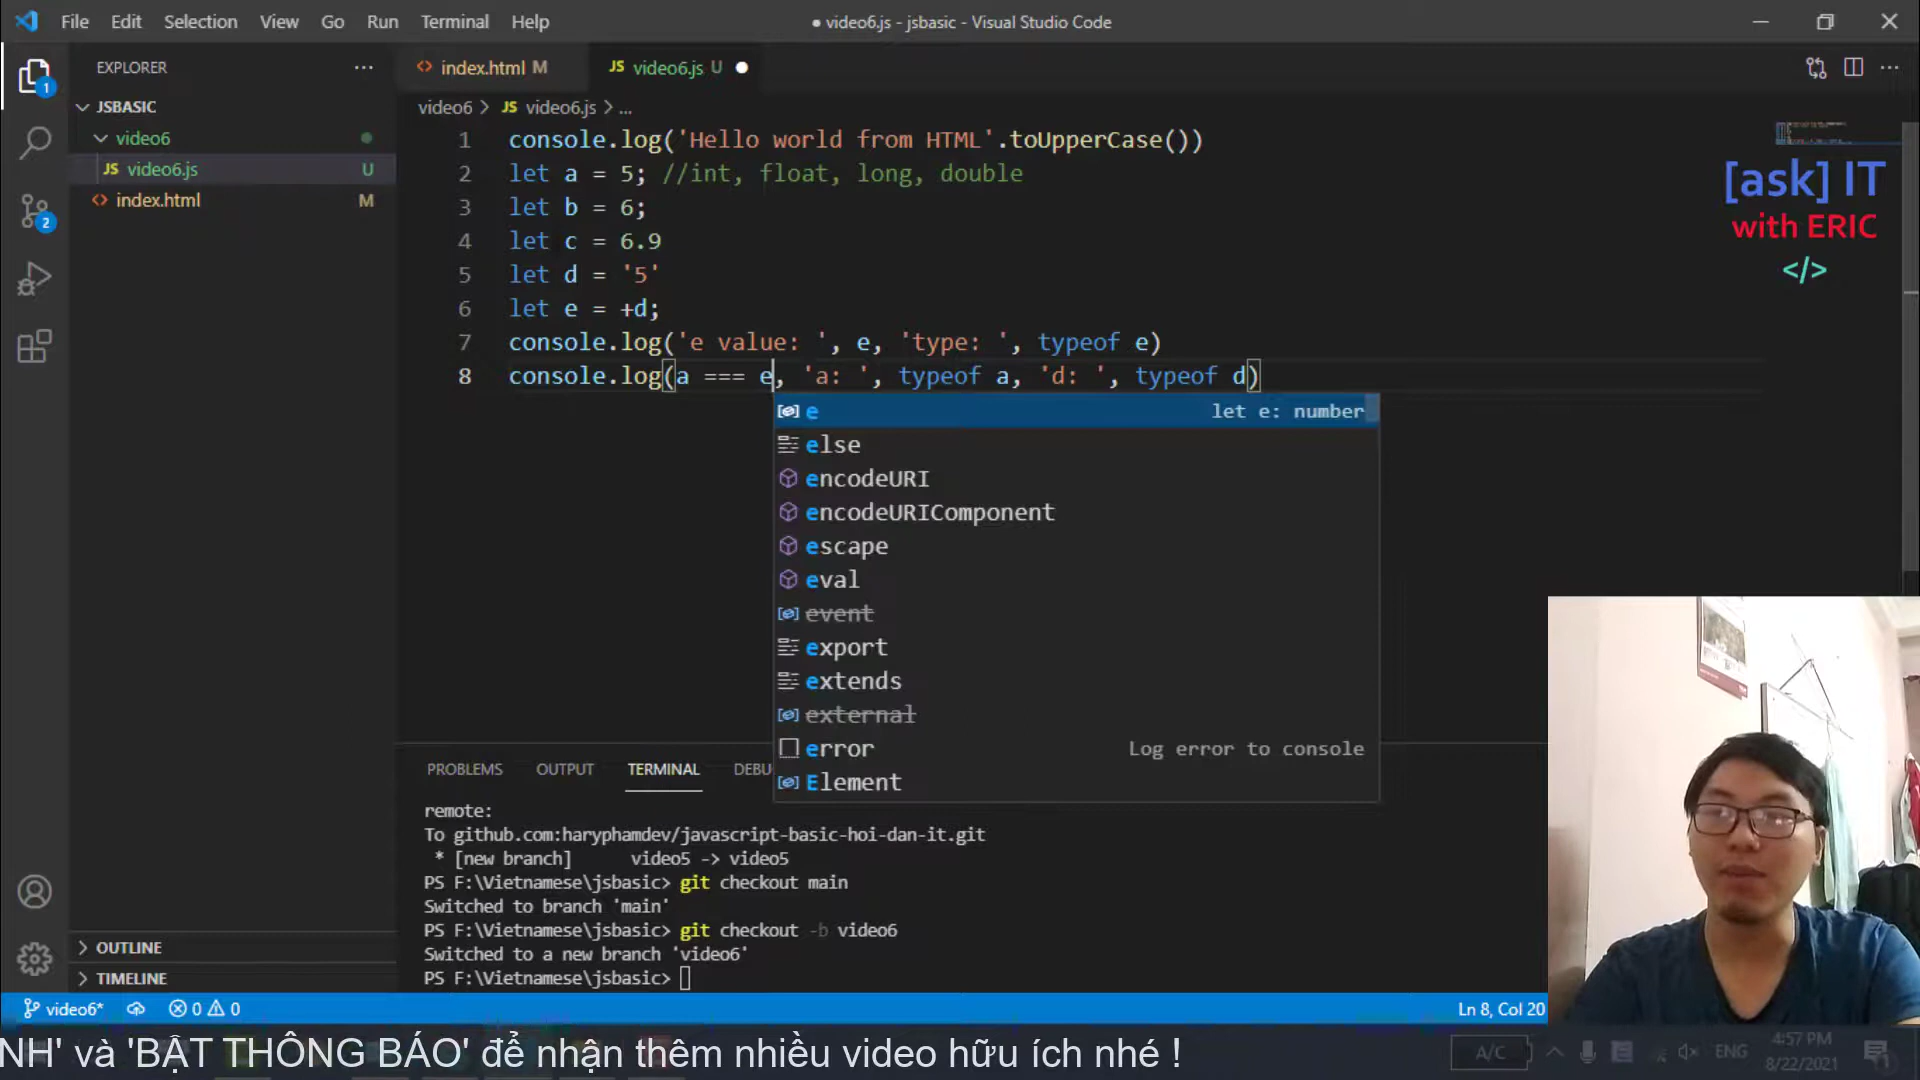 File Edit Selection View Go Run Terminal Help
● video6.js - jsbasic - Visual Studio Code
EXPLORER
index.html M
JS video6.js U
JSBASIC
video6
JS video6.js U
index.html M
video6 > JS video6.js > ...
1 console.log('Hello world from HTML'.toUpperCase())
2 let a = 5; //int, float, long, double
3 let b = 6;
4 let c = 6.9
5 let d = '5'
6 let e = +d;
7 console.log('e value: ', e, 'type: ', typeof e)
8 console.log(a === e, 'a: ', typeof a, 'd: ', typeof d)
e let e: number
else
encodeURI
encodeURIComponent
escape
eval
event
export
extends
external
error Log error to console
Element
[ask] IT
with ERIC
</>
1
2
PROBLEMS OUTPUT TERMINAL DEBU
remote:
To github.com:haryphamdev/javascript-basic-hoi-dan-it.git
* [new branch] video5 -> video5
PS F:\Vietnamese\jsbasic> git checkout main
Switched to branch 'main'
PS F:\Vietnamese\jsbasic> git checkout -b video6
Switched to a new branch 'video6'
PS F:\Vietnamese\jsbasic>
OUTLINE
TIMELINE
video6* 0 0
Ln 8, Col 20
NH' và 'BẬT THÔNG BÁO' để nhận thêm nhiều video hữu ích nhé !
A/C
ENG
4:57 PM
8/22/2021